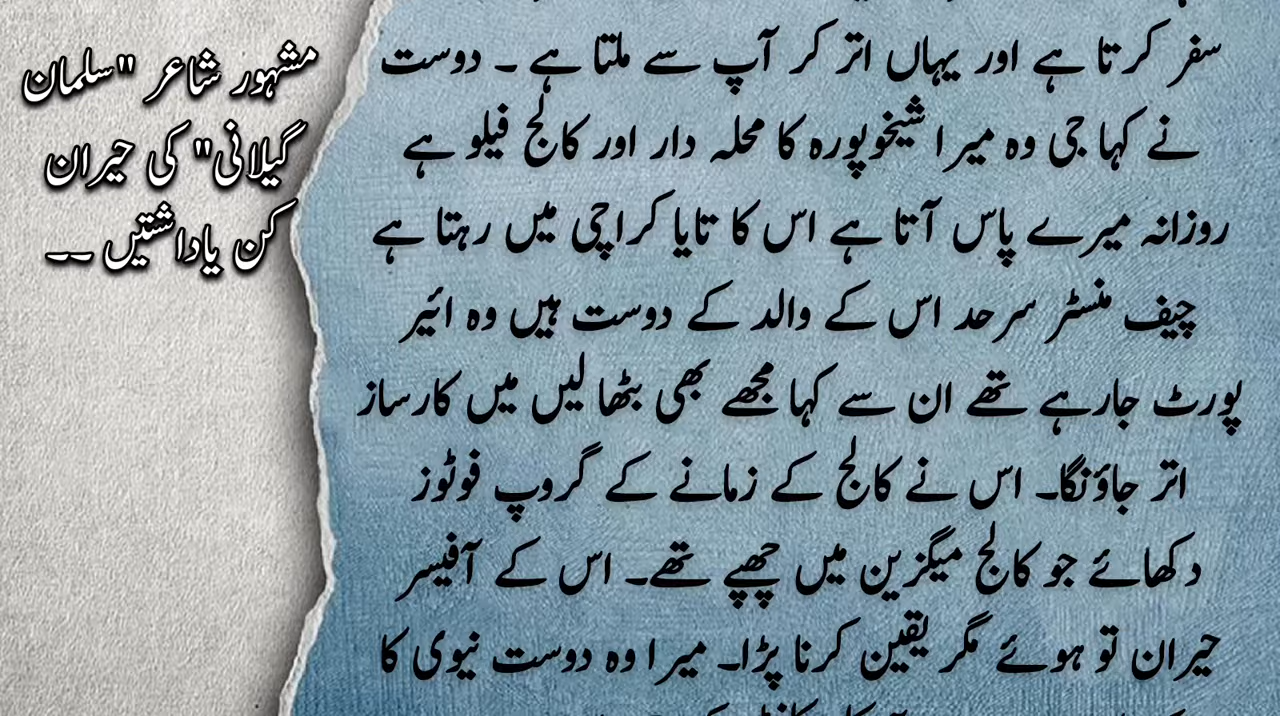 مشہور شاعر "سلمان
گیلانی" کی حیران
کن یاداشتیں ۔۔
سفر کرتا ہے اور یہاں اتر کر آپ سے ملتا ہے ۔ دوست
نے کہا جی وہ میرا شیخوپورہ کا محلہ دار اور کالج فیلو ہے
روزانہ میرے پاس آتا ہے اس کا تایا کراچی میں رہتا ہے
چیف منسٹر سرحد اس کے والد کے دوست ہیں وہ ائیر
پورٹ جارہے تھے ان سے کہا مجھے بھی بٹھا لیں میں کارساز
اتر جاؤنگا۔ اس نے کالج کے زمانے کے گروپ فوٹوز
دکھائے جو کالج میگزین میں چھپے تھے۔ اس کے آفیسر
حیران تو ہوئے مگر یقین کرنا پڑا۔ میرا وہ دوست نیوی کا